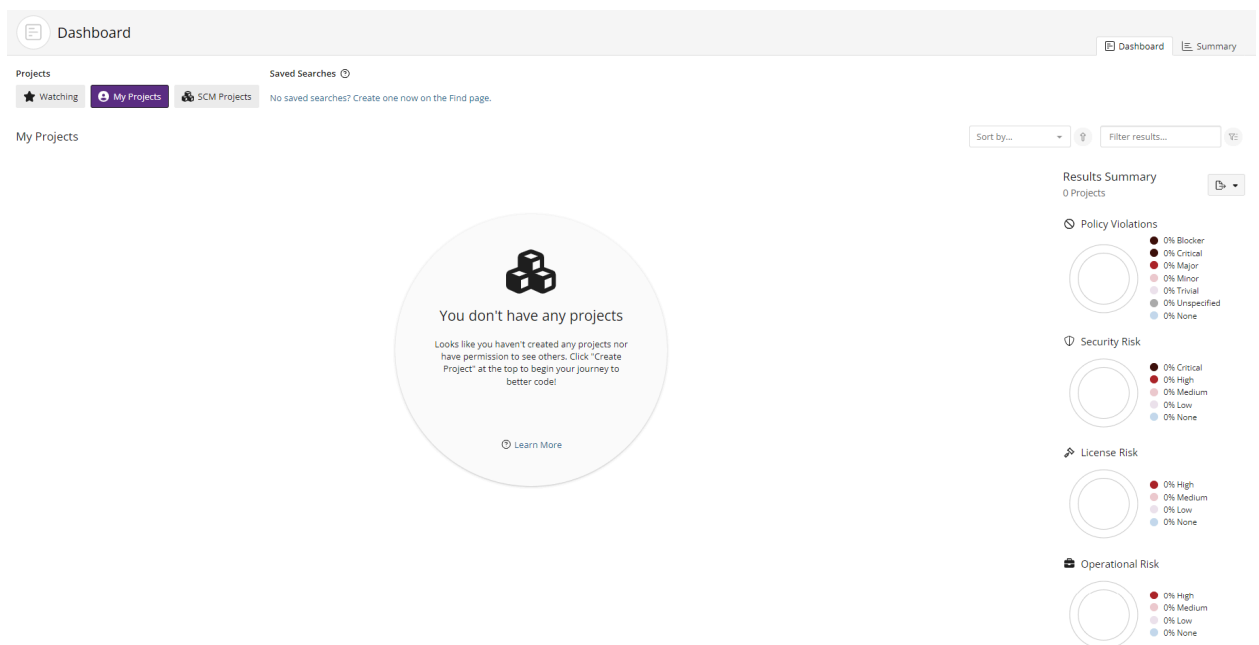 Dashboard
Dashboard
Summary
Projects
Saved Searches
Watching
My Projects
SCM Projects
No saved searches? Create one now on the Find page.
My Projects
Sort by...
Filter results...
Results Summary
0 Projects
Policy Violations
0% Blocker
0% Critical
0% Major
0% Minor
0% Trivial
0% Unspecified
0% None
You don't have any projects
Looks like you haven't created any projects nor
have permission to see others. Click "Create
Project" at the top to begin your journey to
better code!
Learn More
Security Risk
0% Critical
0% High
0% Medium
0% Low
0% None
License Risk
0% High
0% Medium
0% Low
0% None
Operational Risk
0% High
0% Medium
0% Low
0% None